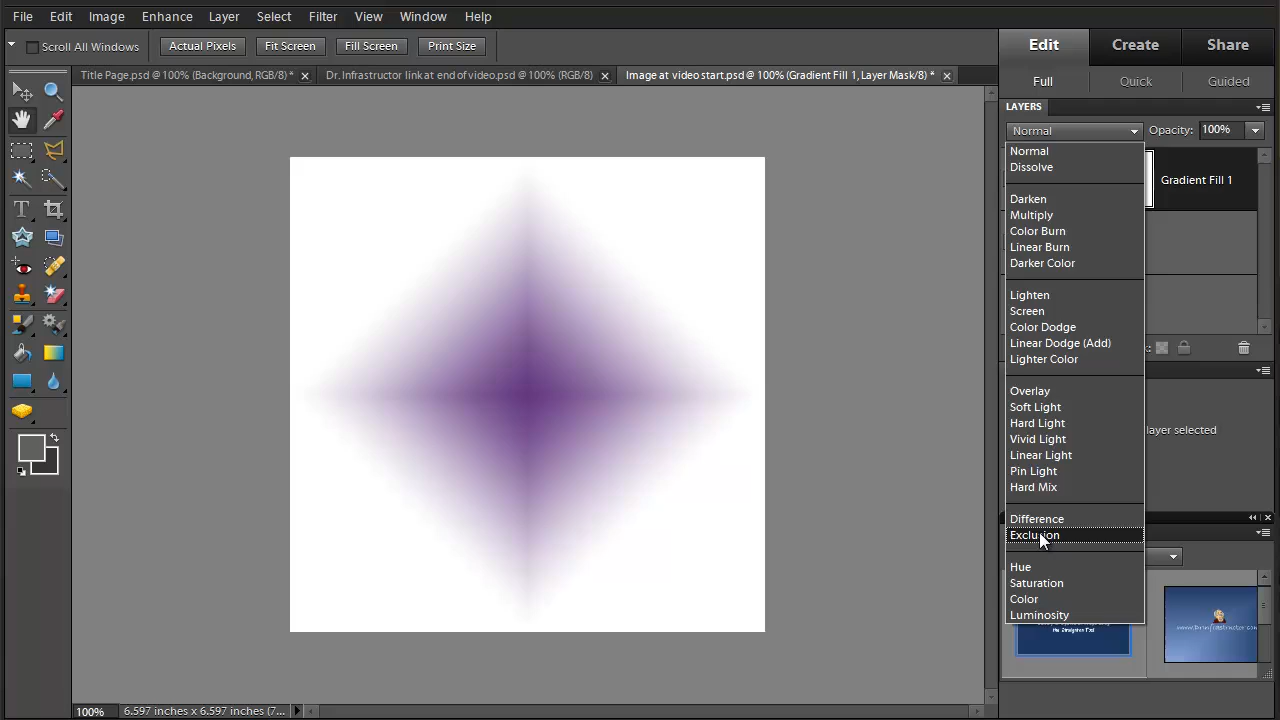 File Edit Image Enhance Layer Select Filter View Window Help
Scroll All Windows Actual Pixels Fit Screen Fill Screen Print Size
Edit Create Share
Title Page.psd @ 100% (Background, RGB/8) * Dr. Infrastructor link at end of video.psd @ 100% (RGB/8) Image at video start.psd @ 100% (Gradient Fill 1, Layer Mask/8) *
Full Quick Guided
LAYERS
Normal Opacity: 100%
Normal
Dissolve
Gradient Fill 1
Darken
Multiply
Color Burn
Linear Burn
Darker Color
Lighten
Screen
Color Dodge
Linear Dodge (Add)
Lighter Color
Overlay
Soft Light
Hard Light
Vivid Light
layer selected
Linear Light
Pin Light
Hard Mix
Difference
Exclusion
Hue
Saturation
Color
Luminosity
the Straighten Tool
100% 6.597 inches x 6.597 inches (7...